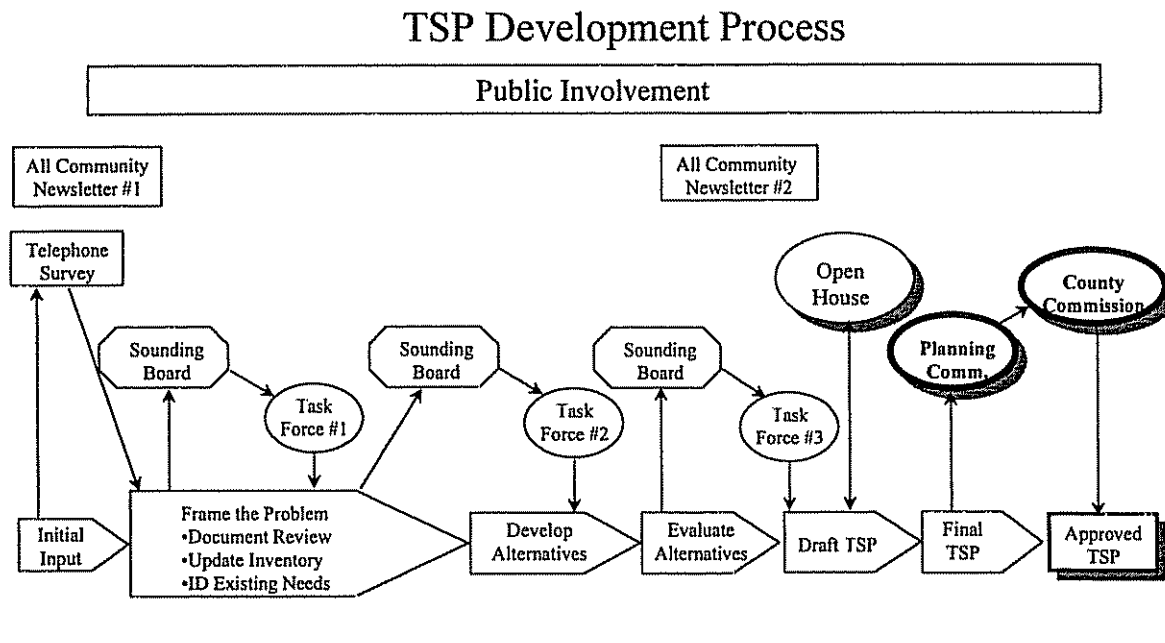 TSP Development Process
Public Involvement
All Community
Newsletter #1
All Community
Newsletter #2
Telephone
Survey
Open
House
County
Commission
Sounding
Board
Sounding
Board
Sounding
Board
Planning
Comm.
Task
Force #1
Task
Force #2
Task
Force #3
Initial
Input
Frame the Problem
•Document Review
•Update Inventory
•ID Existing Needs
Develop
Alternatives
Evaluate
Alternatives
Draft TSP
Final
TSP
Approved
TSP